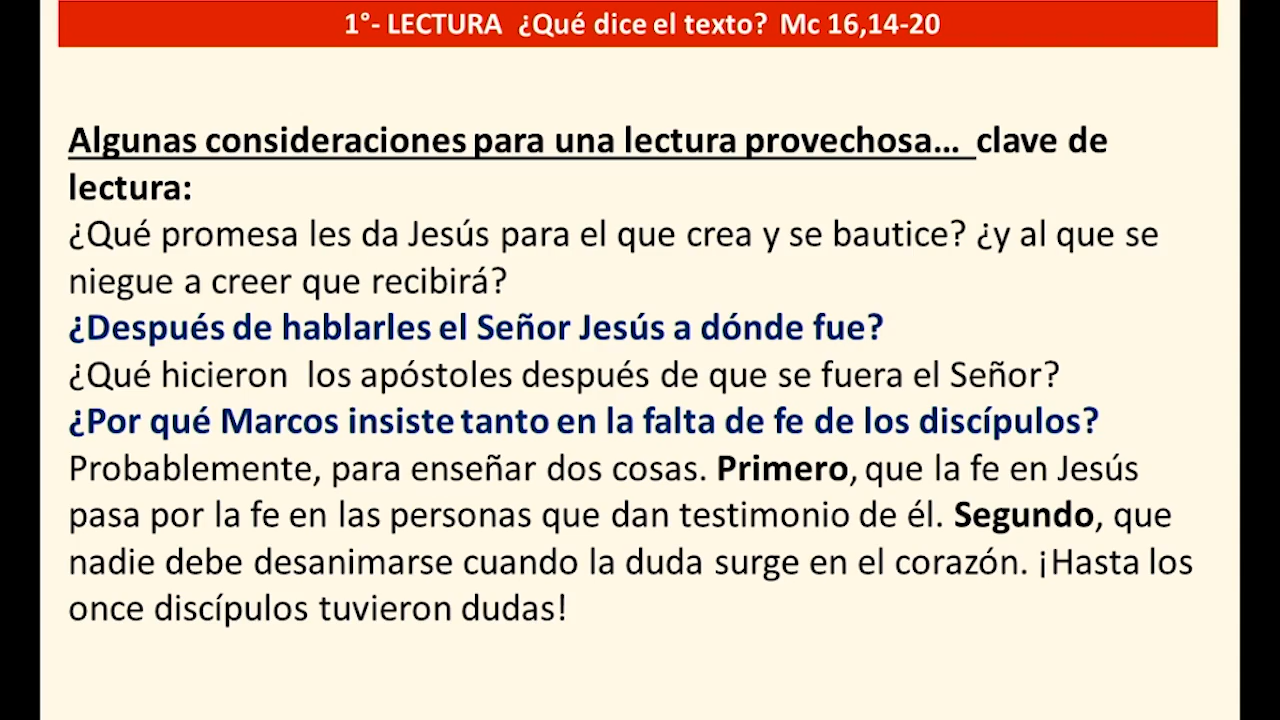 1°- LECTURA ¿Qué dice el texto? Mc 16,14-20
Algunas consideraciones para una lectura provechosa… clave de
lectura:
¿Qué promesa les da Jesús para el que crea y se bautice? ¿y al que se
niegue a creer que recibirá?
¿Después de hablarles el Señor Jesús a dónde fue?
¿Qué hicieron los apóstoles después de que se fuera el Señor?
¿Por qué Marcos insiste tanto en la falta de fe de los discípulos?
Probablemente, para enseñar dos cosas. Primero, que la fe en Jesús
pasa por la fe en las personas que dan testimonio de él. Segundo, que
nadie debe desanimarse cuando la duda surge en el corazón. ¡Hasta los
once discípulos tuvieron dudas!